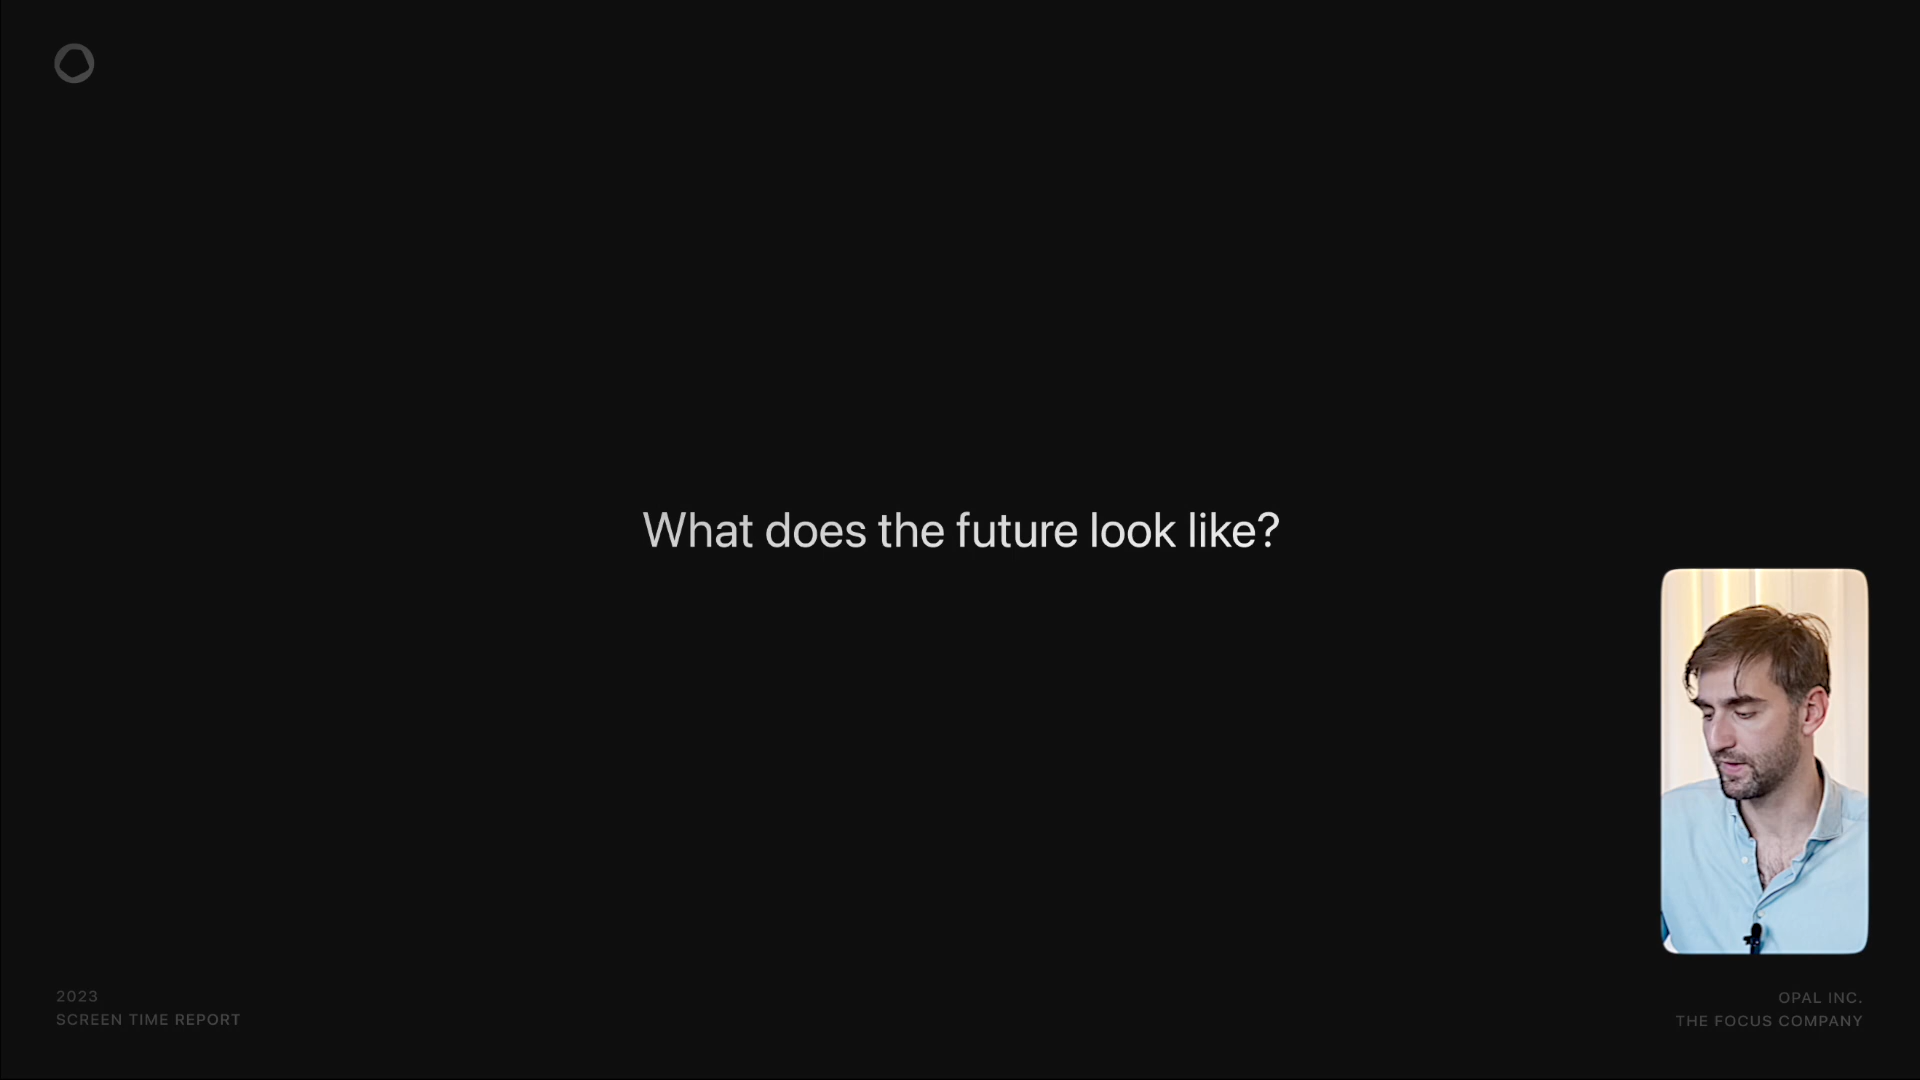 What does the future look like?
2023
SCREEN TIME REPORT
OPAL INC.
THE FOCUS COMPANY